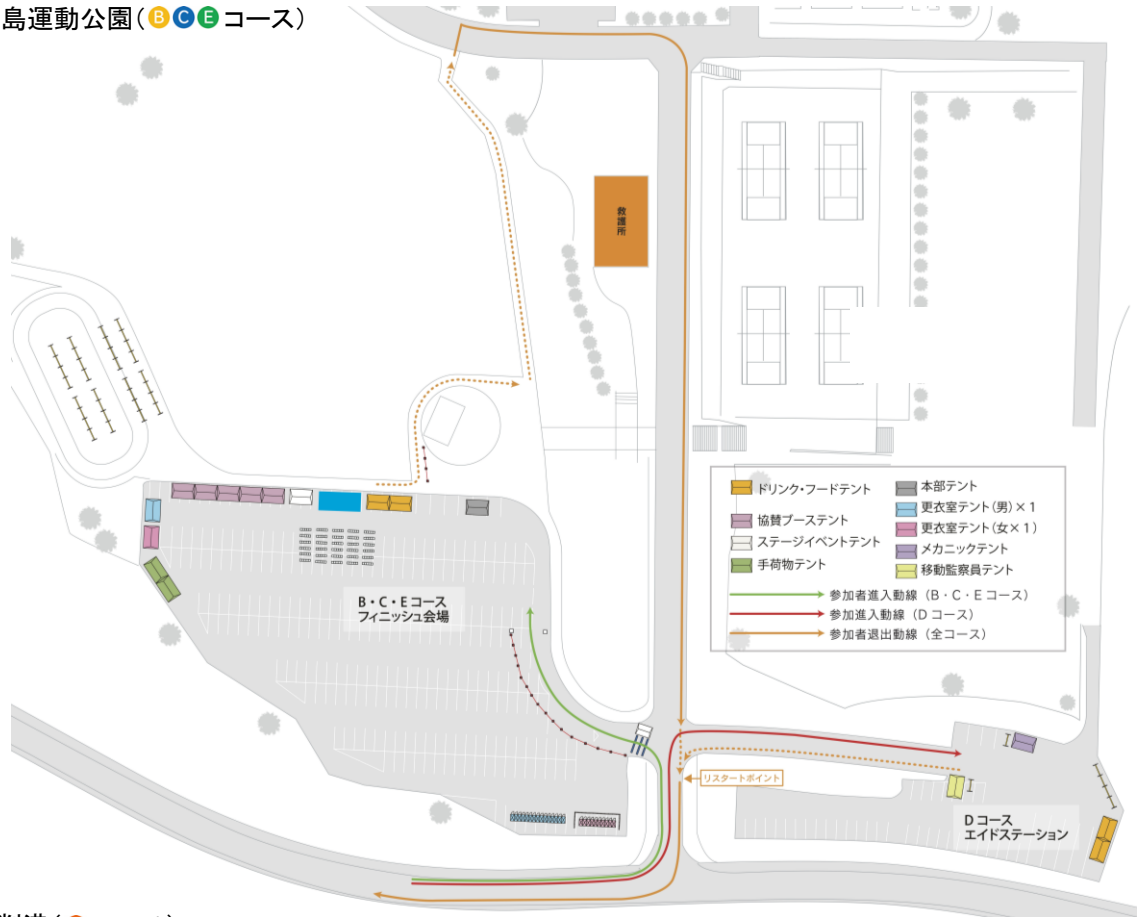 島運動公園(BCEコース)
救護所
ドリンク・フードテント
協賛ブーステント
ステージイベントテント
手荷物テント
本部テント
更衣室テント(男)×1
更衣室テント(女×1)
メカニックテント
移動監察員テント
参加者進入動線(B・C・Eコース)
参加進入動線(Dコース)
参加者退出動線(全コース)
B・C・Eコース
フィニッシュ会場
リスタートポイント
Dコース
エイドステーション